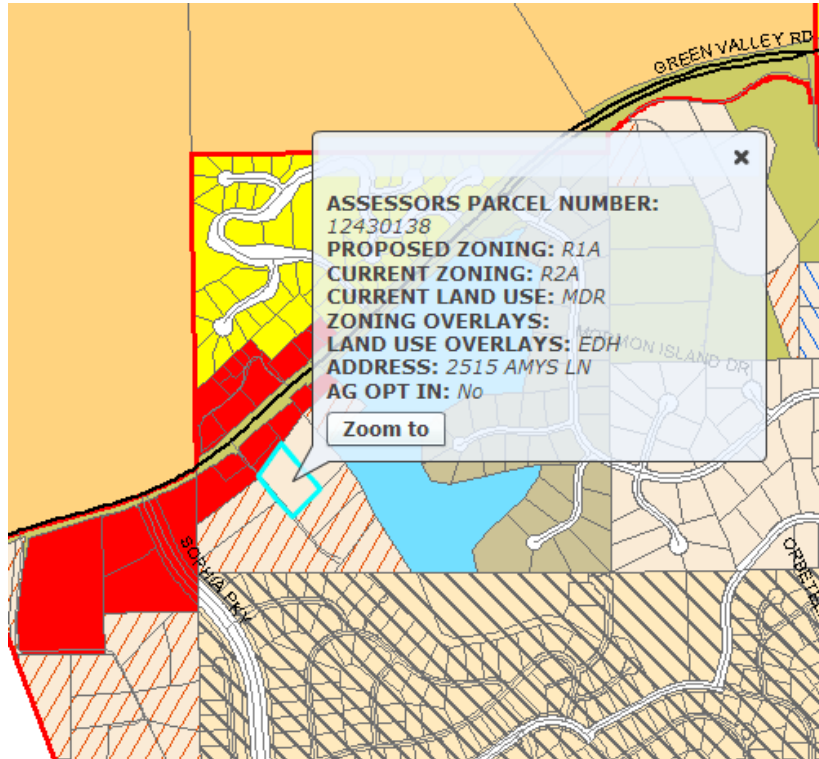 GREEN VALLEY RD
×
ASSESSORS PARCEL NUMBER:
12430138
PROPOSED ZONING: R1A
CURRENT ZONING: R2A
CURRENT LAND USE: MDR
ZONING OVERLAYS:
LAND USE OVERLAYS: EDH
MORMON ISLAND DR
ADDRESS: 2515 AMYS LN
AG OPT IN: No
Zoom to
SOPHIA PKY